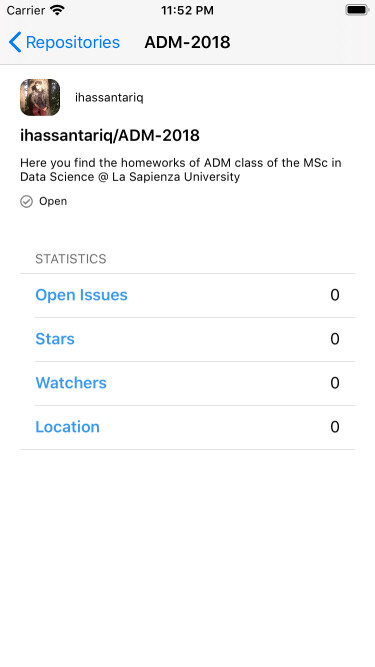 Carrier 11:52 PM
Repositories ADM-2018
ihassantariq
ihassantariq/ADM-2018
Here you find the homeworks of ADM class of the MSc in
Data Science @ La Sapienza University
Open
STATISTICS
Open Issues 0
Stars 0
Watchers 0
Location 0